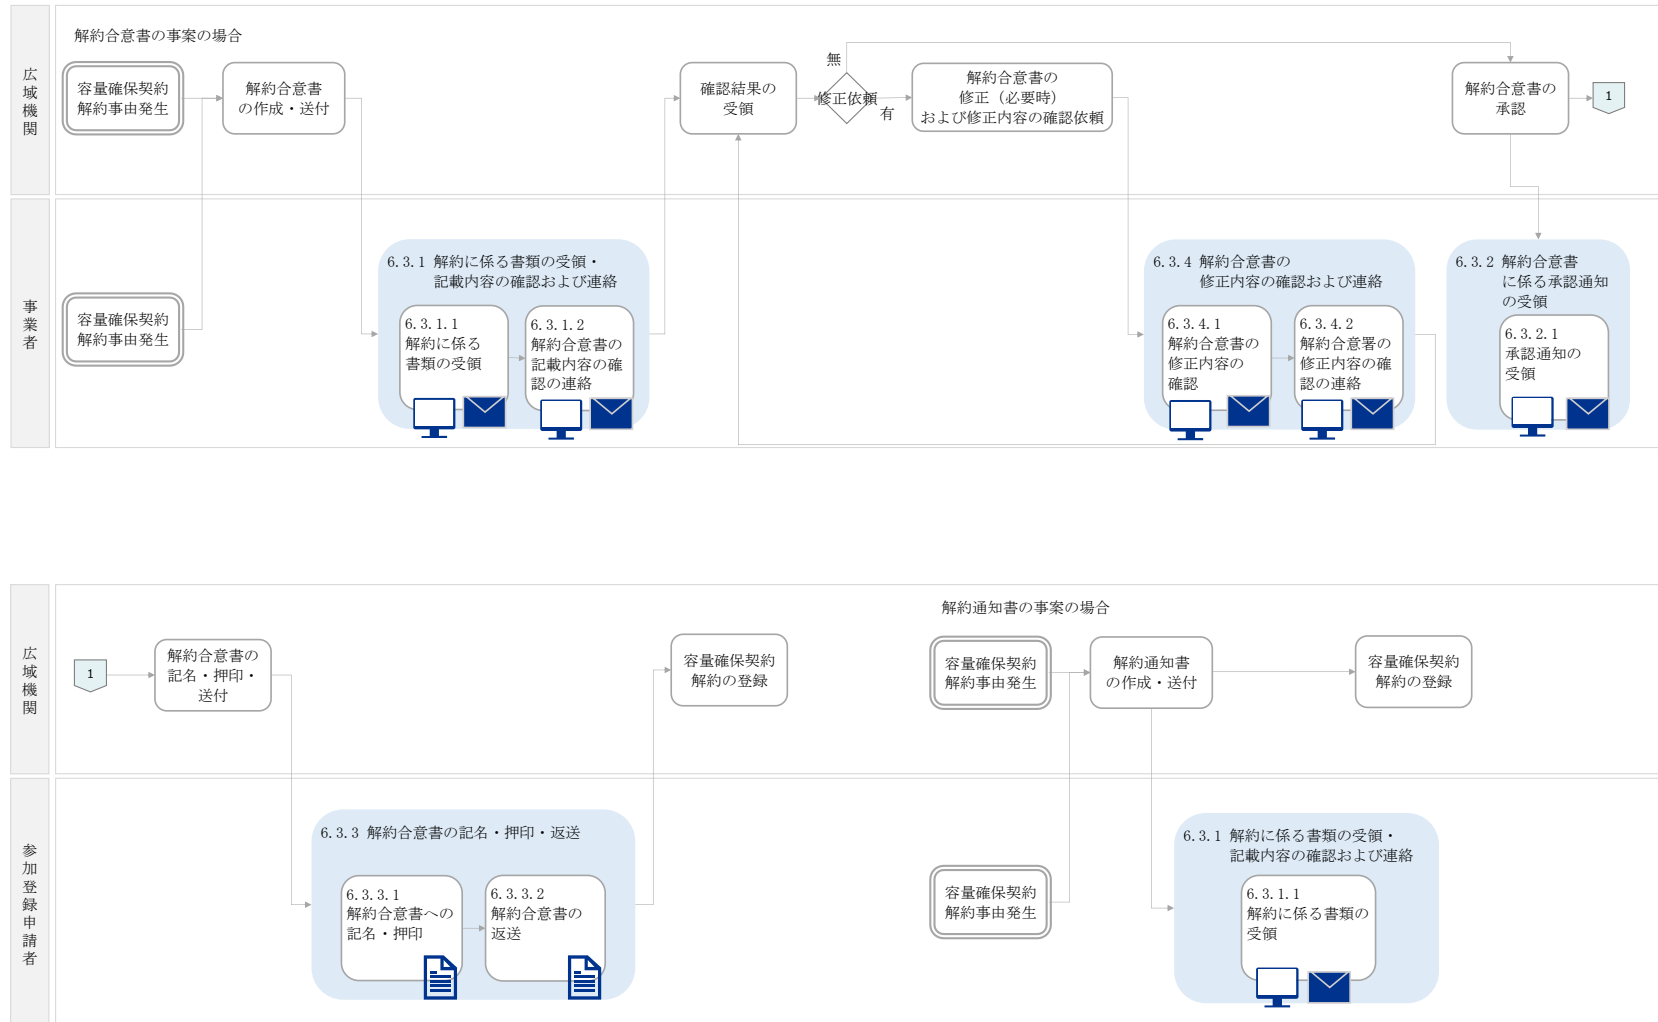 広域機関
解約合意書の事案の場合
容量確保契約
解約事由発生
解約合意書
の作成・送付
確認結果の
受領
無
修正依頼
有
解約合意書の
修正（必要時）
および修正内容の確認依頼
解約合意書の
承認
1
事業者
容量確保契約
解約事由発生
6.3.1 解約に係る書類の受領・
記載内容の確認および連絡
6.3.1.1
解約に係る
書類の受領
6.3.1.2
解約合意書の
記載内容の確
認の連絡
6.3.4 解約合意書の
修正内容の確認および連絡
6.3.4.1
解約合意書の
修正内容の
確認
6.3.4.2
解約合意署の
修正内容の確
認の連絡
6.3.2 解約合意書
に係る承認通知
の受領
6.3.2.1
承認通知の
受領
広域機関
1
解約合意書の
記名・押印・
送付
容量確保契約
解約の登録
解約通知書の事案の場合
容量確保契約
解約事由発生
解約通知書
の作成・送付
容量確保契約
解約の登録
参加登録申請者
6.3.3 解約合意書の記名・押印・返送
6.3.3.1
解約合意書への
記名・押印
6.3.3.2
解約合意書の
返送
容量確保契約
解約事由発生
6.3.1 解約に係る書類の受領・
記載内容の確認および連絡
6.3.1.1
解約に係る書類の
受領